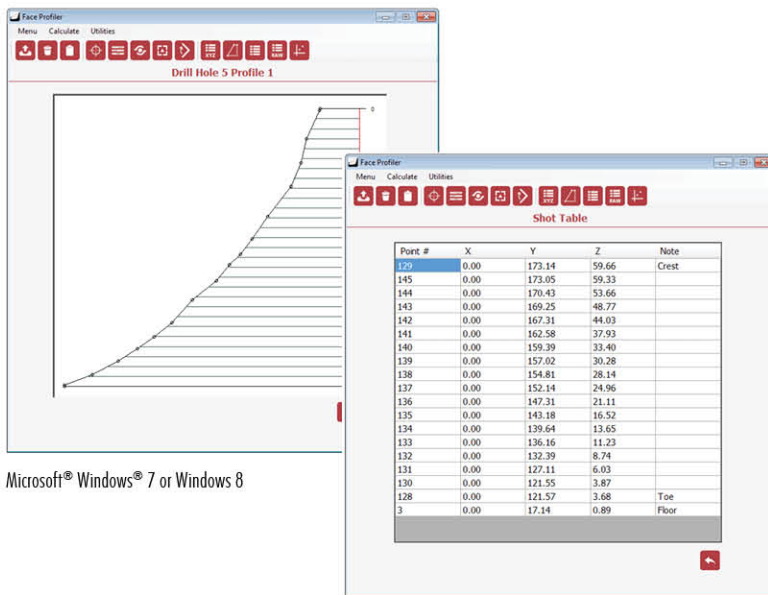 Face Profiler
Menu Calculate Utilities
XYZ RAW
Drill Hole 5 Profile 1
0
Face Profiler
Menu Calculate Utilities
XYZ RAW
Shot Table
Point # X Y Z Note
129 0.00 173.14 59.66 Crest
145 0.00 173.05 59.33
144 0.00 170.43 53.66
143 0.00 169.25 48.77
142 0.00 167.31 44.03
141 0.00 162.58 37.93
140 0.00 159.39 33.40
139 0.00 157.02 30.28
138 0.00 154.81 28.14
137 0.00 152.14 24.96
136 0.00 147.31 21.11
135 0.00 143.18 16.52
134 0.00 139.64 13.65
133 0.00 136.16 11.23
132 0.00 132.39 8.74
131 0.00 127.11 6.03
130 0.00 121.55 3.87
128 0.00 121.57 3.68 Toe
3 0.00 17.14 0.89 Floor
Microsoft® Windows® 7 or Windows 8